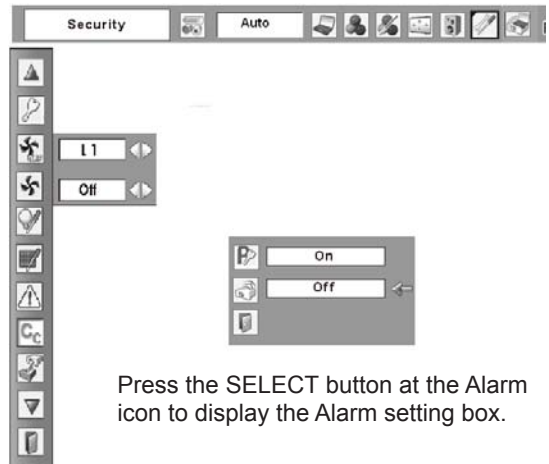 Security
Auto
L1
Off
On
Off
Cc
Press the SELECT button at the Alarm
icon to display the Alarm setting box.